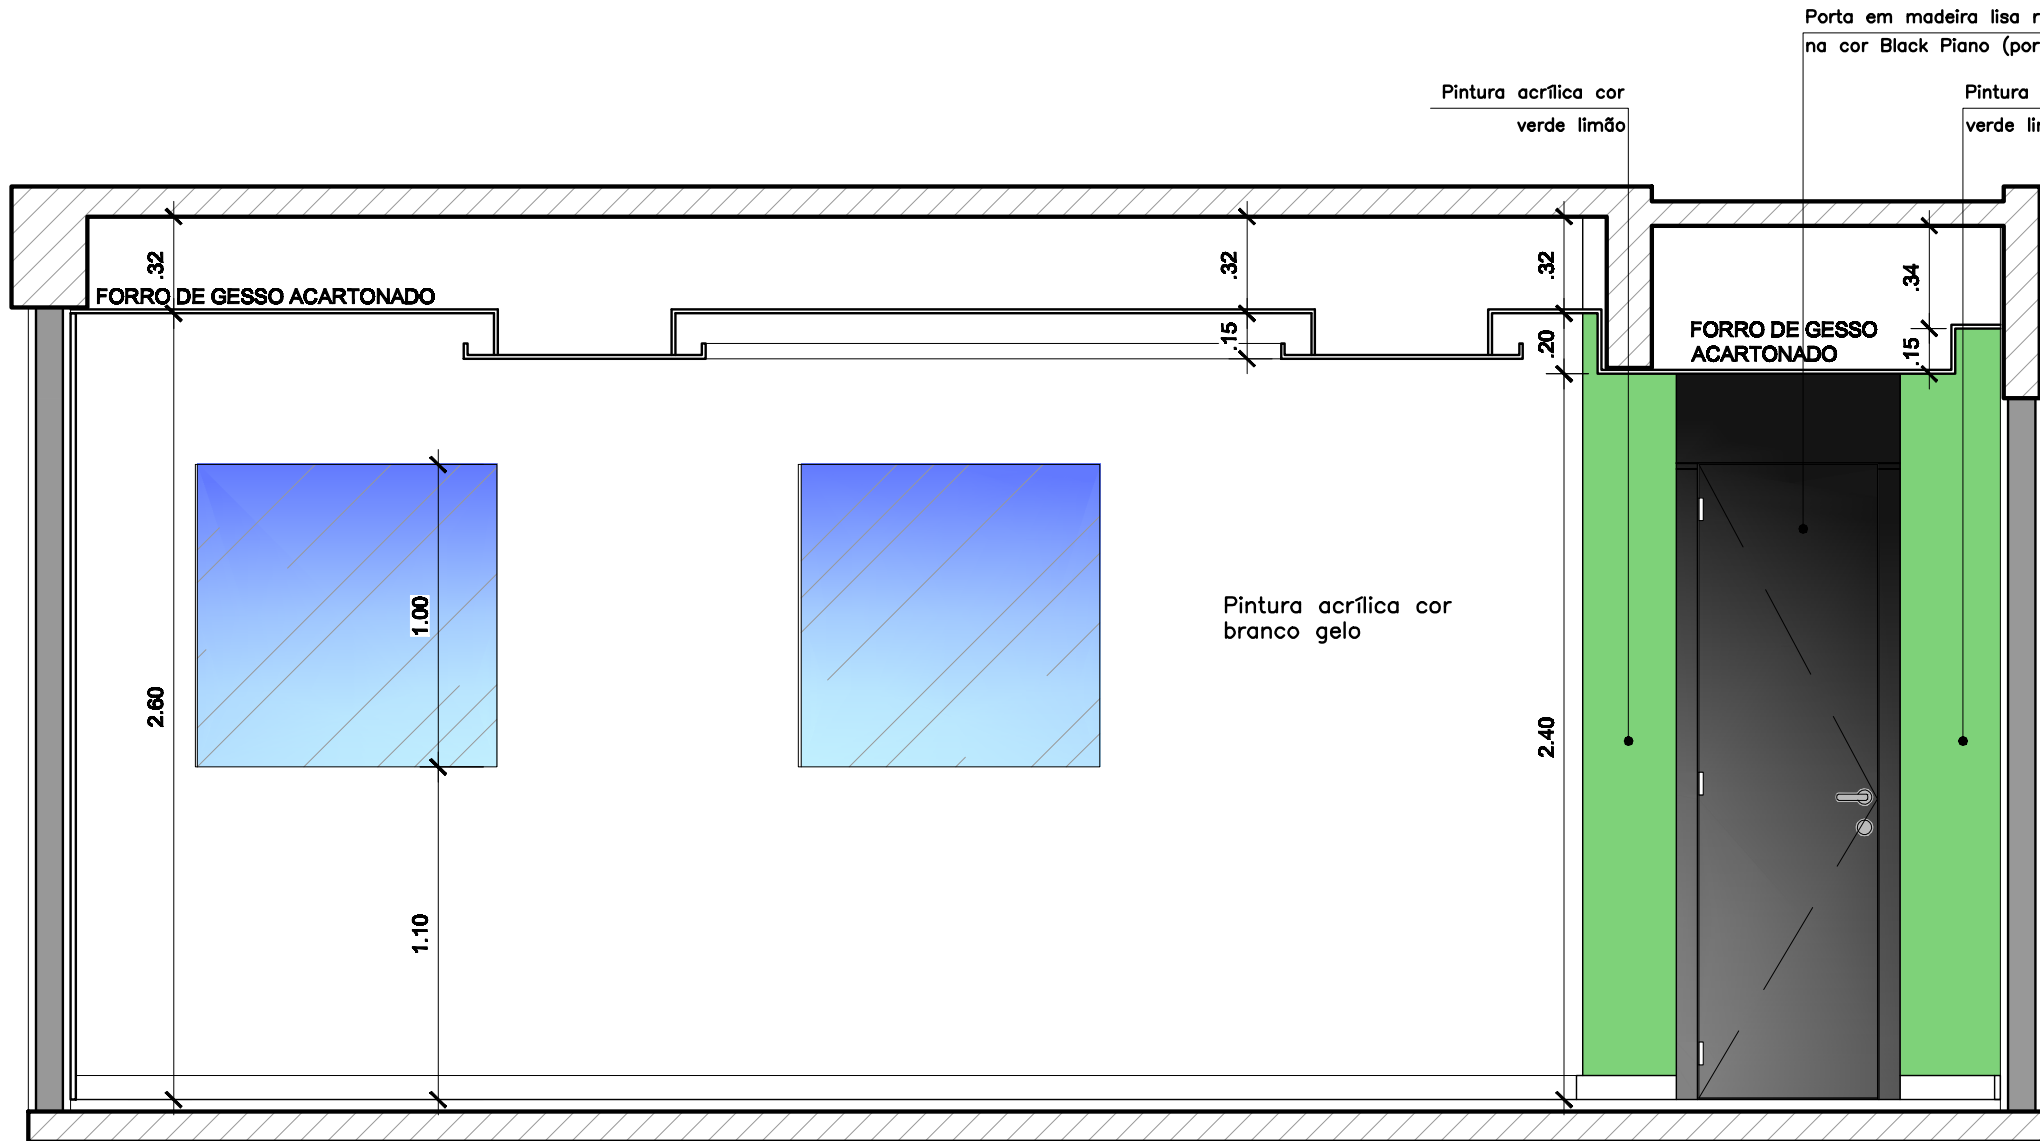 Porta em madeira lisa
na cor Black Piano
Pintura acrílica cor
verde limão
Pintura
verde
.32
.32
.32
.34
FORRO DE GESSO ACARTONADO
.15
.20
FORRO DE GESSO
ACARTONADO
.15
1.00
Pintura acrílica cor
branco gelo
2.60
2.40
1.10